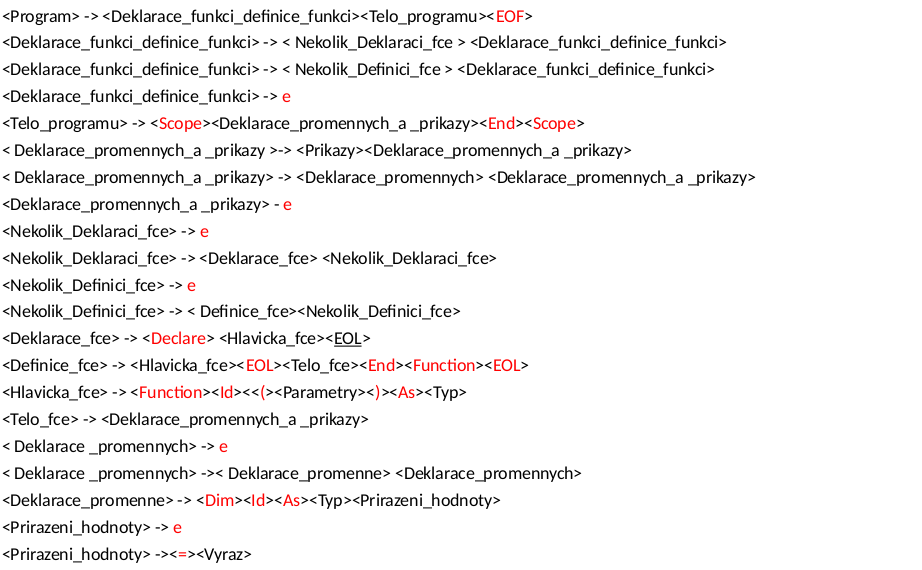 <Program> -> <Deklarace_funkci_definice_funkci><Telo_programu><EOF>
<Deklarace_funkci_definice_funkci> -> < Nekolik_Deklaraci_fce > <Deklarace_funkci_definice_funkci>
<Deklarace_funkci_definice_funkci> -> < Nekolik_Definici_fce > <Deklarace_funkci_definice_funkci>
<Deklarace_funkci_definice_funkci> -> e
<Telo_programu> -> <Scope><Deklarace_promennych_a _prikazy><End><Scope>
< Deklarace_promennych_a _prikazy >-> <Prikazy><Deklarace_promennych_a _prikazy>
< Deklarace_promennych_a _prikazy> -> <Deklarace_promennych> <Deklarace_promennych_a _prikazy>
<Deklarace_promennych_a _prikazy> - e
<Nekolik_Deklaraci_fce> -> e
<Nekolik_Deklaraci_fce> -> <Deklarace_fce> <Nekolik_Deklaraci_fce>
<Nekolik_Definici_fce> -> e
<Nekolik_Definici_fce> -> < Definice_fce><Nekolik_Definici_fce>
<Deklarace_fce> -> <Declare> <Hlavicka_fce><EOL>
<Definice_fce> -> <Hlavicka_fce><EOL><Telo_fce><End><Function><EOL>
<Hlavicka_fce> -> <Function><Id><<(><Parametry><)><As><Typ>
<Telo_fce> -> <Deklarace_promennych_a _prikazy>
< Deklarace _promennych> -> e
< Deklarace _promennych> -> < Deklarace_promenne> <Deklarace_promennych>
<Deklarace_promenne> -> <Dim><Id><As><Typ><Prirazeni_hodnoty>
<Prirazeni_hodnoty> -> e
<Prirazeni_hodnoty> -><=><Vyraz>